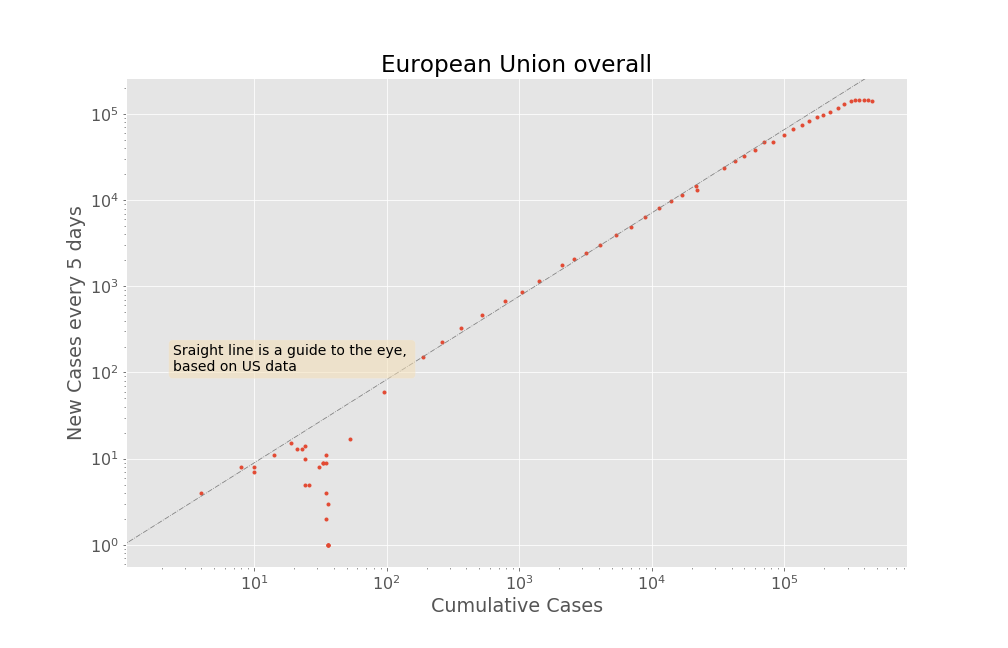 European Union overall
New Cases every 5 days
10⁵
10⁴
10³
10²
10¹
10⁰
Sraight line is a guide to the eye,
based on US data
10¹ 10² 10³ 10⁴ 10⁵
Cumulative Cases